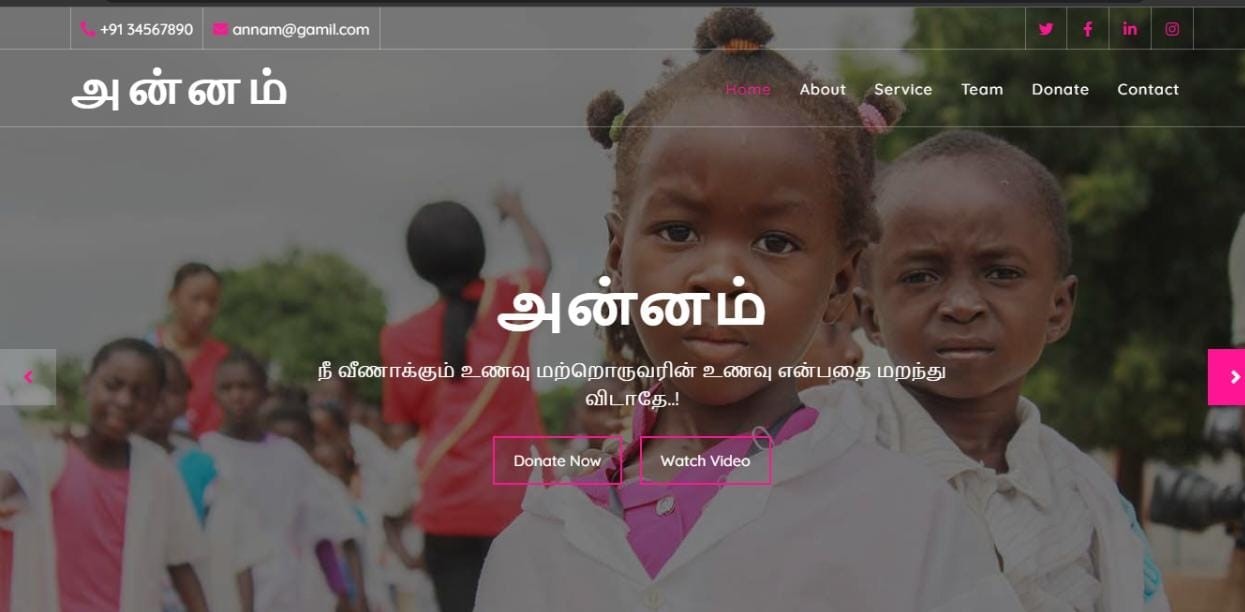 +91 34567890 annam@gamil.com
அன்னம் Home About Service Team Donate Contact
அன்னம்
நீ வீணாக்கும் உணவு மற்றொருவரின் உணவு என்பதை மறந்து
விடாதே..!
Donate Now Watch Video